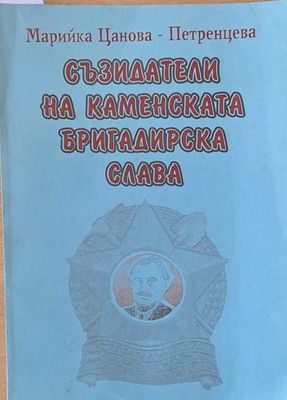 Марийка Цанова - Петренцева
СЪЗИДАТЕЛИ
НА КАМЕНСКАТА
БРИГАДИРСКА
СЛАВА